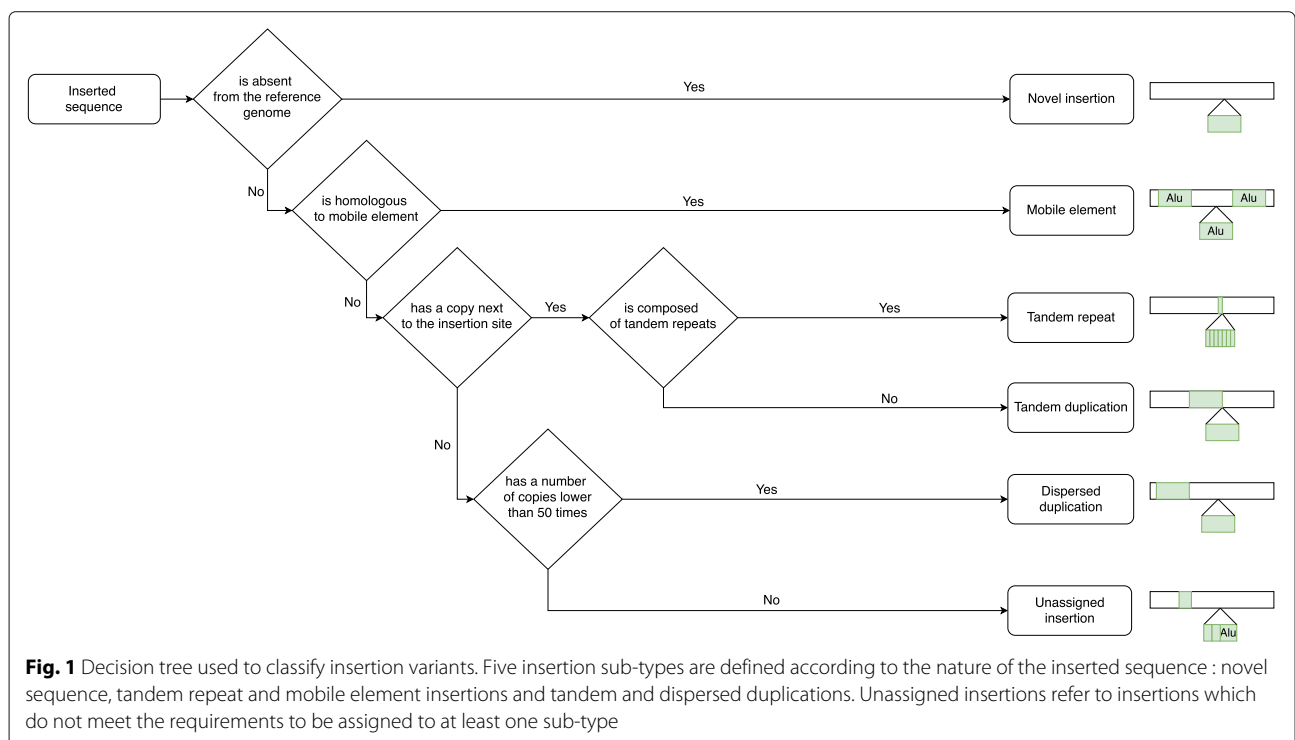 Inserted
sequence
is absent
from the reference
genome
Yes
Novel insertion
No
is homologous
to mobile element
Yes
Mobile element
Alu
Alu
Alu
No
has a copy next
to the insertion site
Yes
is composed
of tandem repeats
Yes
Tandem repeat
No
Tandem duplication
No
has a number
of copies lower
than 50 times
Yes
Dispersed
duplication
No
Unassigned
insertion
Alu
Fig. 1 Decision tree used to classify insertion variants. Five insertion sub-types are defined according to the nature of the inserted sequence : novel
sequence, tandem repeat and mobile element insertions and tandem and dispersed duplications. Unassigned insertions refer to insertions which
do not meet the requirements to be assigned to at least one sub-type